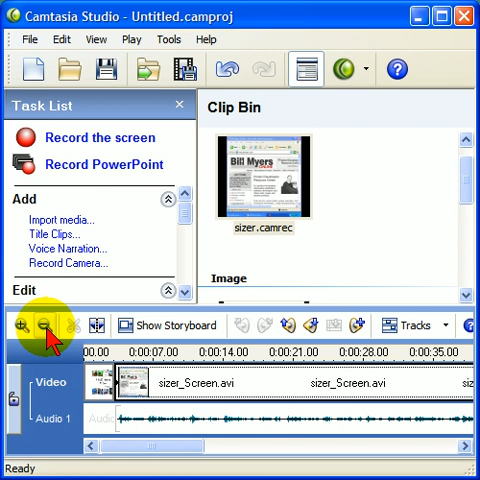 Camtasia Studio - Untitled.camproj
File Edit View Play Tools Help
Task List
Record the screen
Record PowerPoint
Add
Import media...
Title Clips...
Voice Narration...
Record Camera...
Edit
Clip Bin
Bill Myers
sizer.camrec
Image
Show Storyboard
Tracks
00.00 0:00:07.00 0:00:14.00 0:00:21.00 0:00:28.00 0:00:35.00
Video
sizer_Screen.avi sizer_Screen.avi siz
Audio 1
Audio
Ready